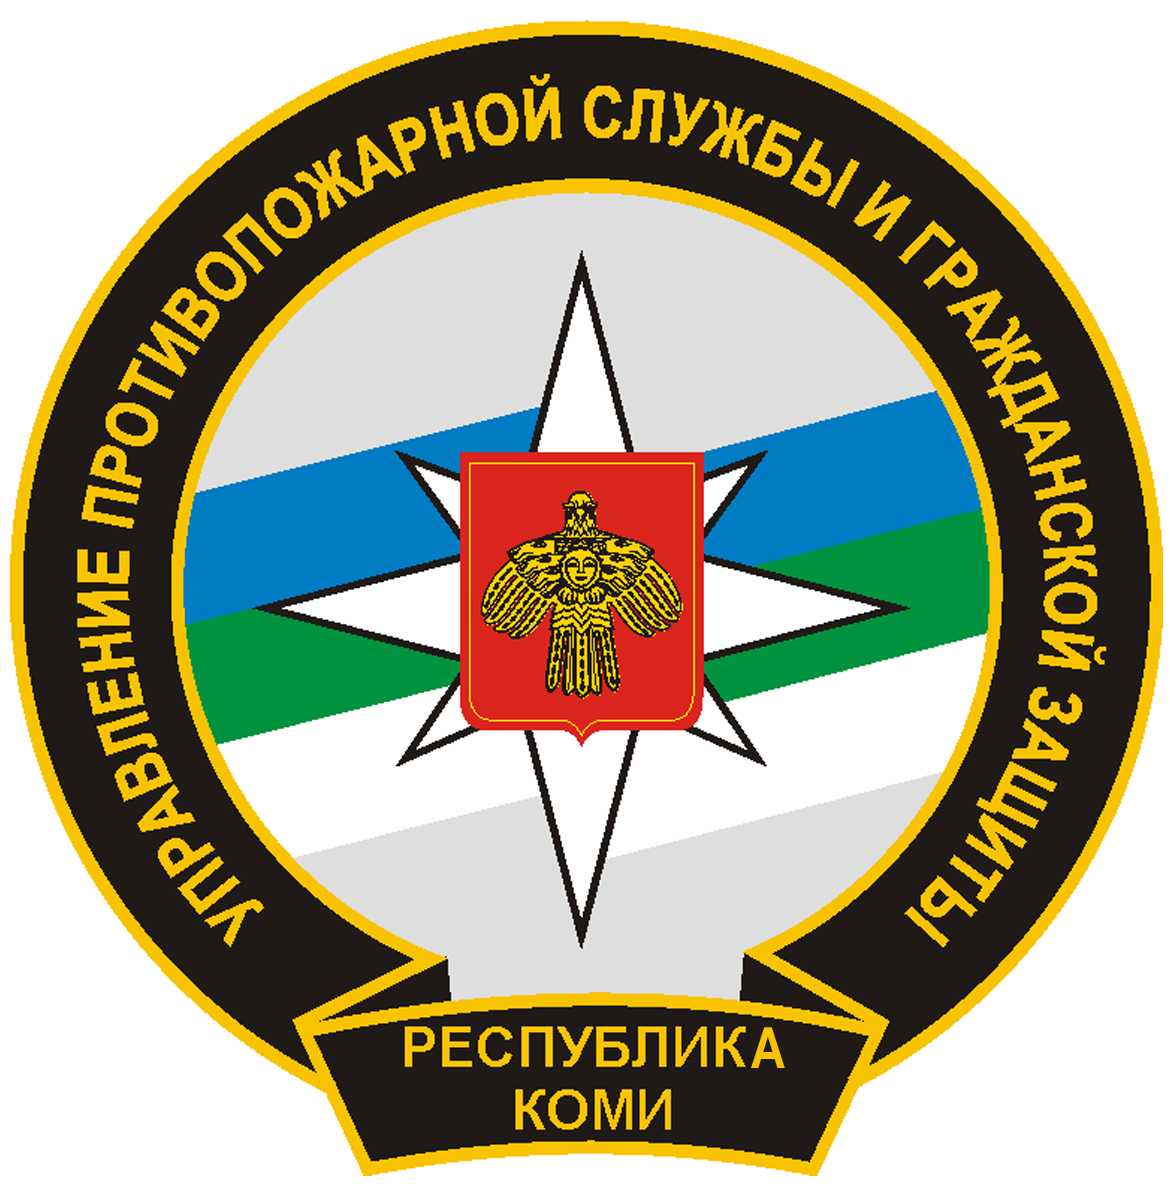 УПРАВЛЕНИЕ ПРОТИВОПОЖАРНОЙ СЛУЖБЫ И ГРАЖДАНСКОЙ ЗАЩИТЫ
РЕСПУБЛИКА
КОМИ